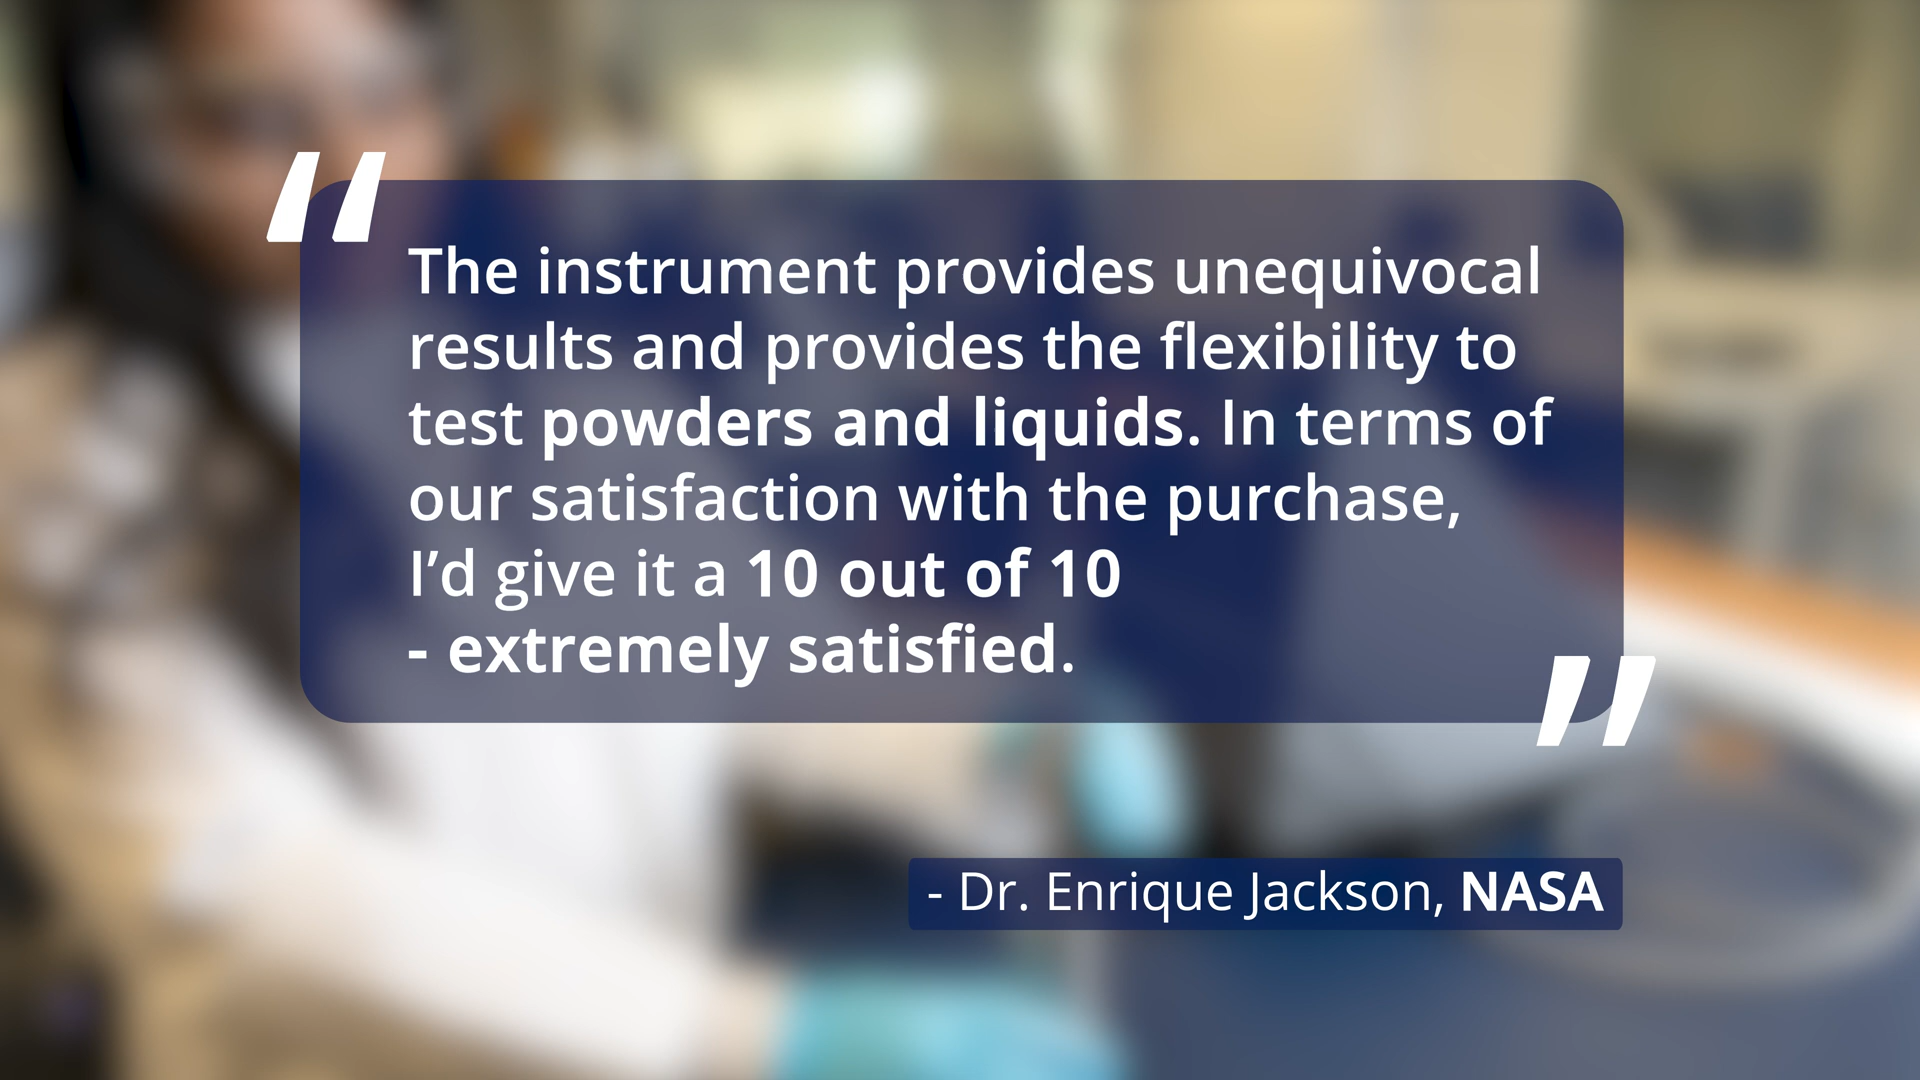 “
The instrument provides unequivocal
results and provides the flexibility to
test powders and liquids. In terms of
our satisfaction with the purchase,
I’d give it a 10 out of 10
- extremely satisfied.
”
- Dr. Enrique Jackson, NASA